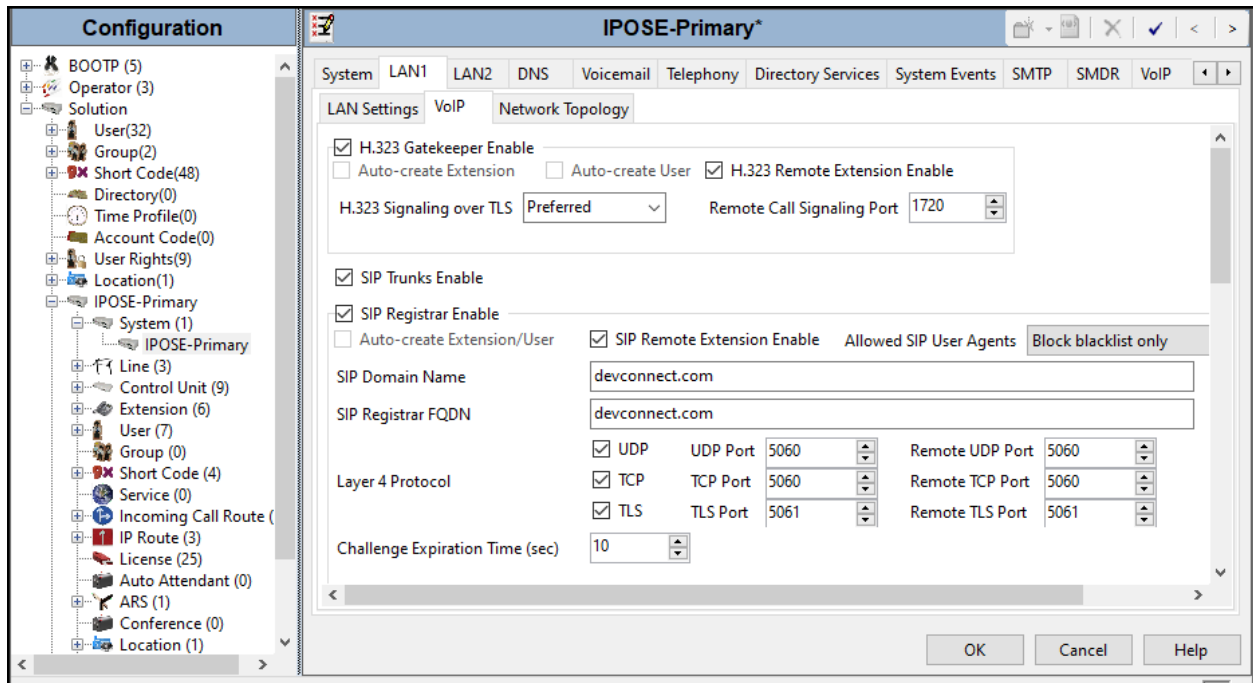 Configuration
BOOTP (5)
Operator (3)
Solution
User(32)
Group(2)
Short Code(48)
Directory(0)
Time Profile(0)
Account Code(0)
User Rights(9)
Location(1)
IPOSE-Primary
System (1)
IPOSE-Primary
Line (3)
Control Unit (9)
Extension (6)
User (7)
Group (0)
Short Code (4)
Service (0)
Incoming Call Route (
IP Route (3)
License (25)
Auto Attendant (0)
ARS (1)
Conference (0)
Location (1)
IPOSE-Primary*
System LAN1 LAN2 DNS Voicemail Telephony Directory Services System Events SMTP SMDR VoIP
LAN Settings VoIP Network Topology
H.323 Gatekeeper Enable
Auto-create Extension Auto-create User H.323 Remote Extension Enable
H.323 Signaling over TLS Preferred Remote Call Signaling Port 1720
SIP Trunks Enable
SIP Registrar Enable
Auto-create Extension/User SIP Remote Extension Enable Allowed SIP User Agents Block blacklist only
SIP Domain Name devconnect.com
SIP Registrar FQDN devconnect.com
UDP UDP Port 5060 Remote UDP Port 5060
Layer 4 Protocol TCP TCP Port 5060 Remote TCP Port 5060
TLS TLS Port 5061 Remote TLS Port 5061
Challenge Expiration Time (sec) 10
OK Cancel Help